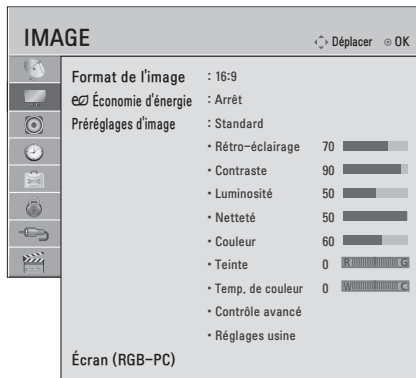 IMAGE
Déplacer OK
Format de l'image : 16:9
Économie d'énergie : Arrêt
Préréglages d'image : Standard
• Rétro-éclairage 70
• Contraste 90
• Luminosité 50
• Netteté 50
• Couleur 60
• Teinte 0 R G
• Temp. de couleur 0 W C
• Contrôle avancé
• Réglages usine
Écran (RGB-PC)